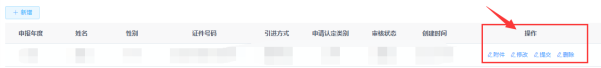 + 新增
申报年度 姓名 性别 证件号码 引进方式 申请认定类别 审核状态 创建时间 操作
附件 修改 提交 删除